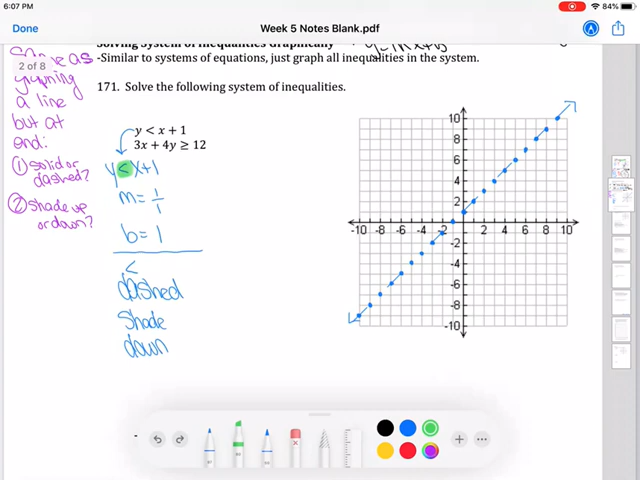 6:07 PM
84%
Done
Week 5 Notes Blank.pdf
Solving System of Inequalities Graphically
-Similar to systems of equations, just graph all inequalities in the system.
2 of 8
as
graphing
a line
but at
end:
① solid or
dashed?
② Shade up
or down?
171. Solve the following system of inequalities.
y < x + 1
3x + 4y ≥ 12
y < x+1
m = 1/1
b = 1
<
dashed
shade
down
10
8
6
4
2
-10 -8 -6 -4 -2 2 4 6 8 10
-2
-4
-6
-8
-10